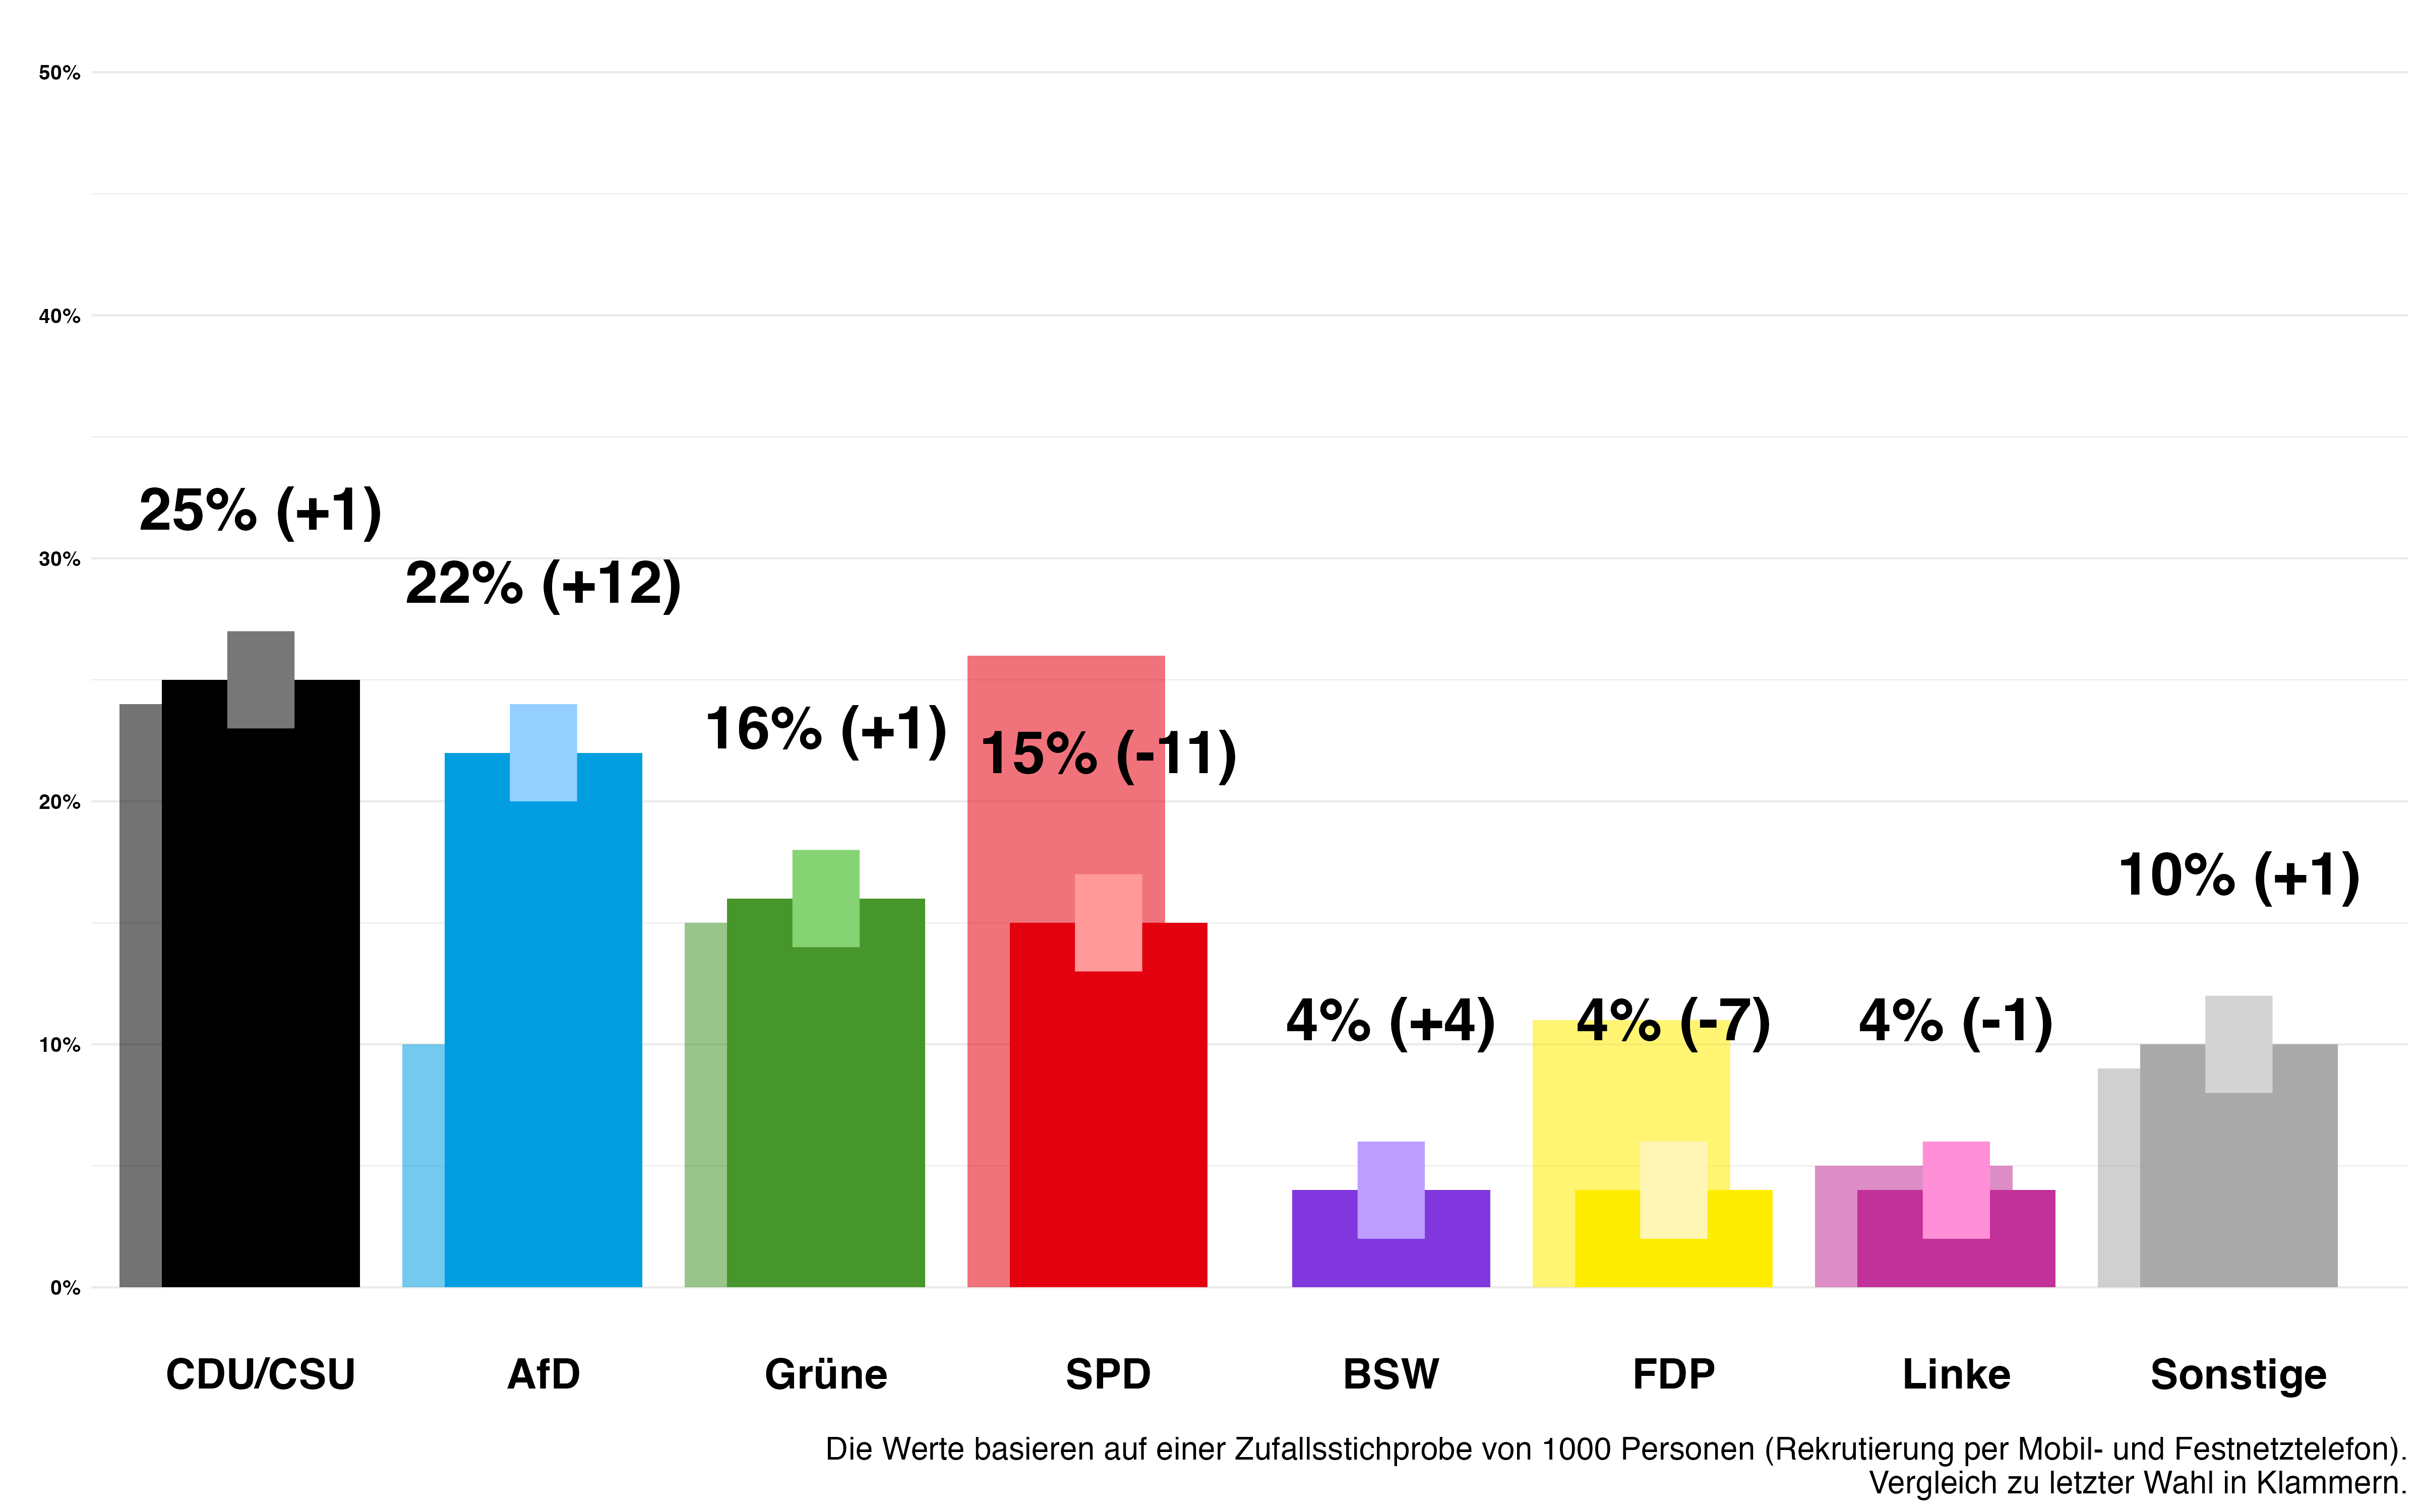 50%
40%
30%
20%
10%
0%
25% (+1)
22% (+12)
16% (+1)
15% (-11)
4% (+4)
4% (-7)
4% (-1)
10% (+1)
CDU/CSU
AfD
Grüne
SPD
BSW
FDP
Linke
Sonstige
Die Werte basieren auf einer Zufallsstichprobe von 1000 Personen (Rekrutierung per Mobil- und Festnetztelefon).
Vergleich zu letzter Wahl in Klammern.